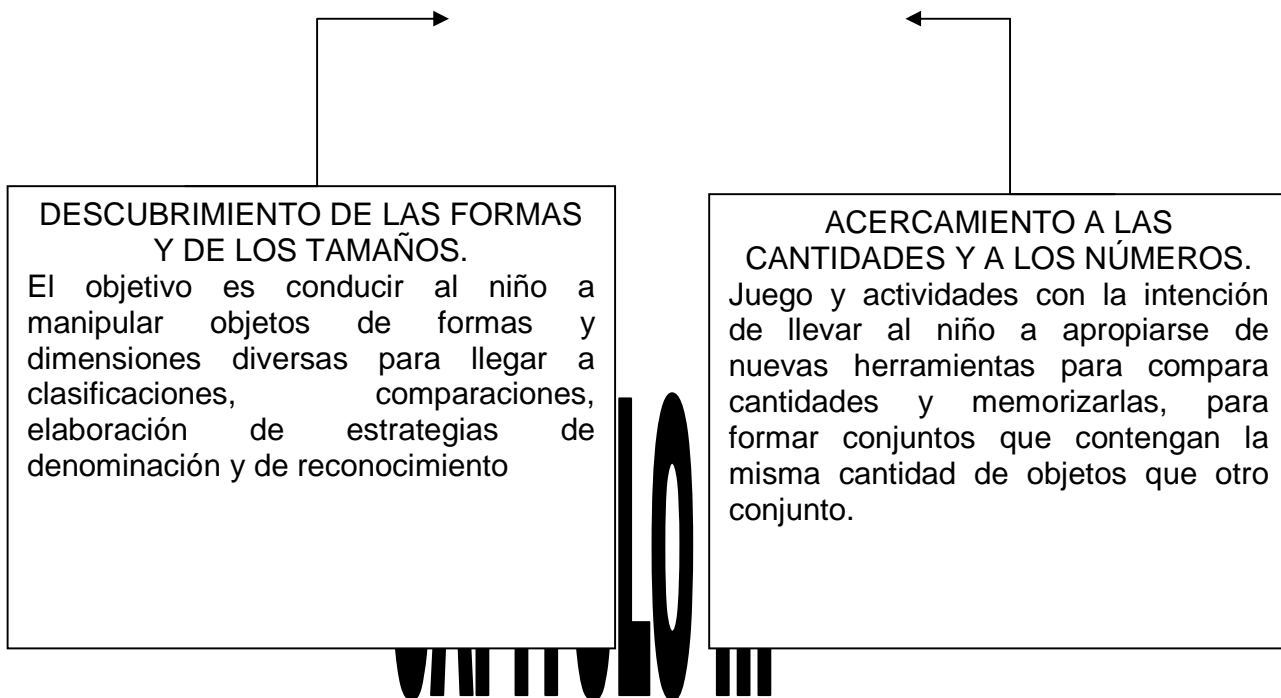 DESCUBRIMIENTO DE LAS FORMAS
Y DE LOS TAMAÑOS.
El objetivo es conducir al niño a
manipular objetos de formas y
dimensiones diversas para llegar a
clasificaciones, comparaciones,
elaboración de estrategias de
denominación y de reconocimiento
ACERCAMIENTO A LAS
CANTIDADES Y A LOS NÚMEROS.
Juego y actividades con la intención
de llevar al niño a apropiarse de
nuevas herramientas para compara
cantidades y memorizarlas, para
formar conjuntos que contengan la
misma cantidad de objetos que otro
conjunto.